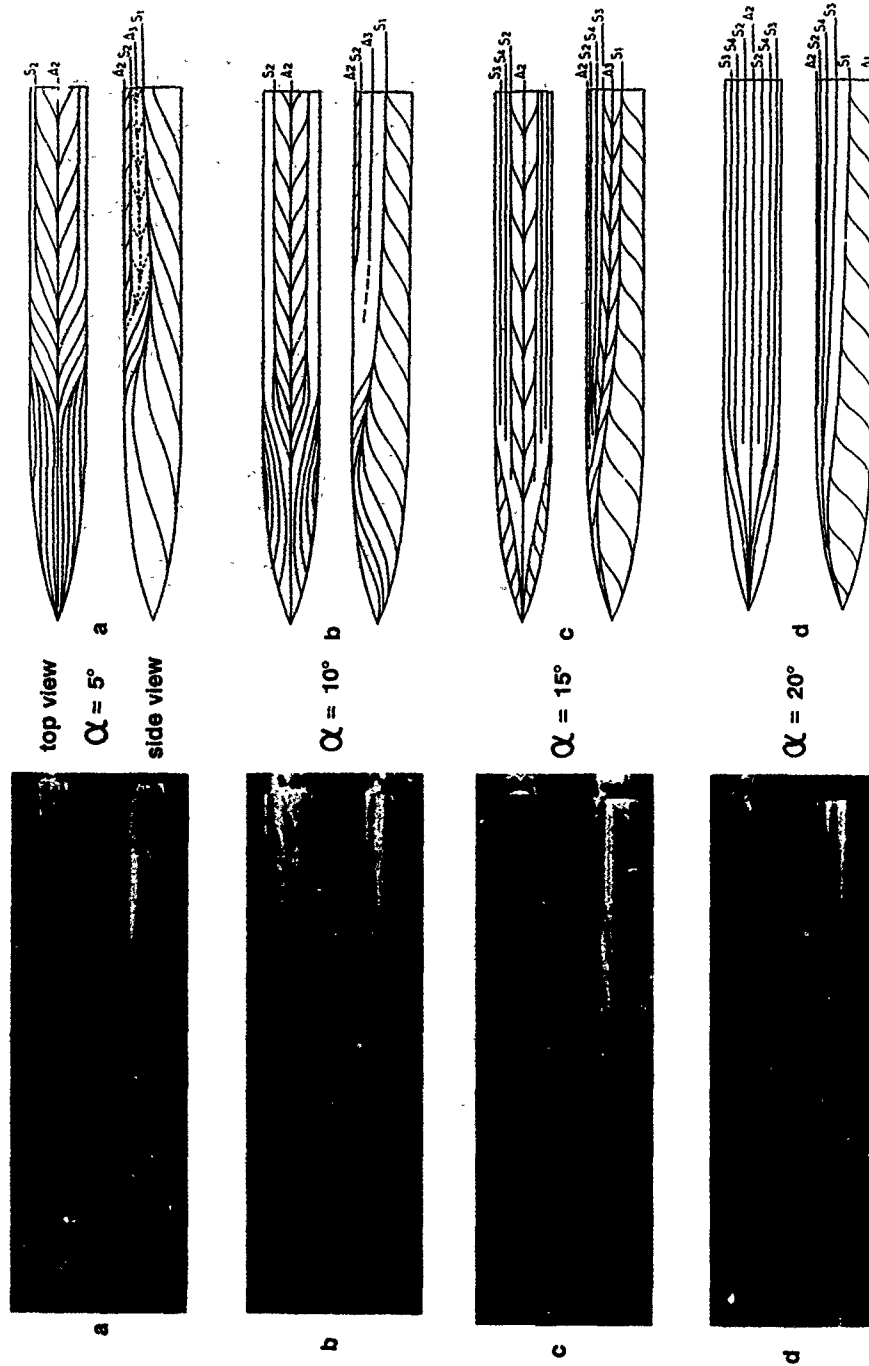 S2
A2
A2
S2
A3
S1
a
top view
α = 5°
side view
a
S2
A2
A2
S2
A3
S1
b
α = 10°
b
S3
S4
S2
A2
A2
S2
S4
S3
A3
S1
c
α = 15°
c
S3
S4
S2
A2
S2
S4
S3
A2
S2
S4
S3
S1
A1
d
α = 20°
d